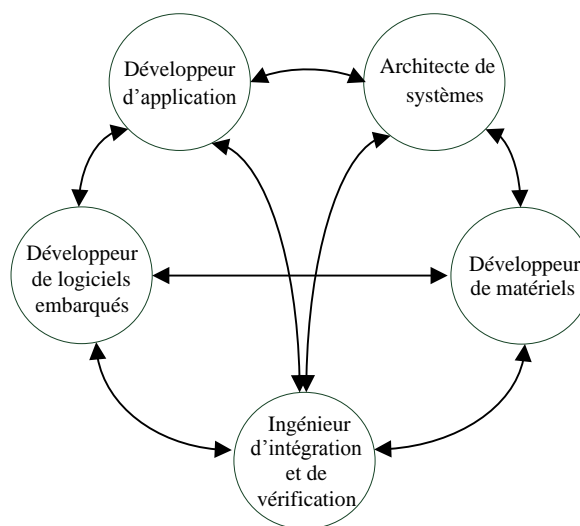 Développeur
d’application
Architecte de
systèmes
Développeur
de logiciels
embarqués
Développeur
de matériels
Ingénieur
d’intégration
et de
vérification